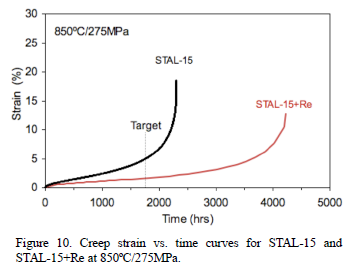 30
850ºC/275MPa
25
STAL-15
20
Strain (%)
15
STAL-15+Re
Target
10
5
0
0 1000 2000 3000 4000 5000
Time (hrs)
Figure 10. Creep strain vs. time curves for STAL-15 and
STAL-15+Re at 850ºC/275MPa.